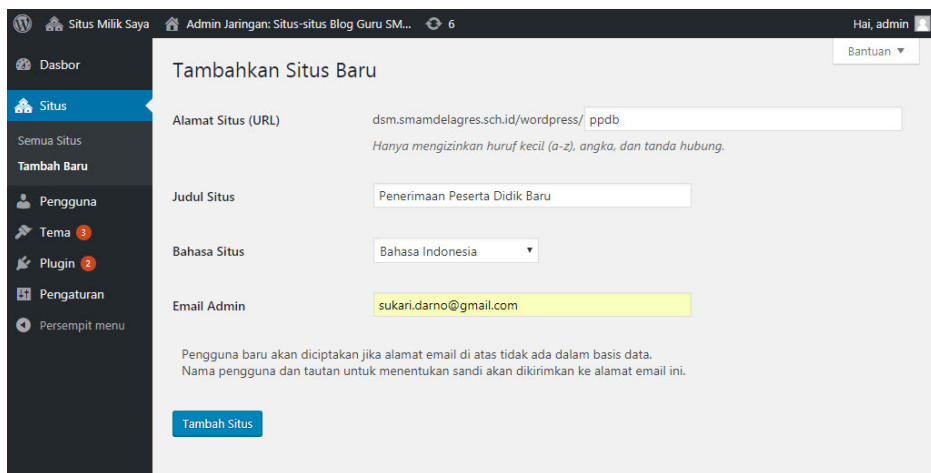 Situs Milik Saya Admin Jaringan: Situs-situs Blog Guru SM... 6 Hai, admin
Bantuan
Dasbor
Situs
Semua Situs
Tambah Baru
Pengguna
Tema 3
Plugin 2
Pengaturan
Persempit menu
Tambahkan Situs Baru
Alamat Situs (URL) dsm.smamdelagres.sch.id/wordpress/ ppdb
Hanya mengizinkan huruf kecil (a-z), angka, dan tanda hubung.
Judul Situs Penerimaan Peserta Didik Baru
Bahasa Situs Bahasa Indonesia
Email Admin sukari.darno@gmail.com
Pengguna baru akan diciptakan jika alamat email di atas tidak ada dalam basis data.
Nama pengguna dan tautan untuk menentukan sandi akan dikirimkan ke alamat email ini.
Tambah Situs